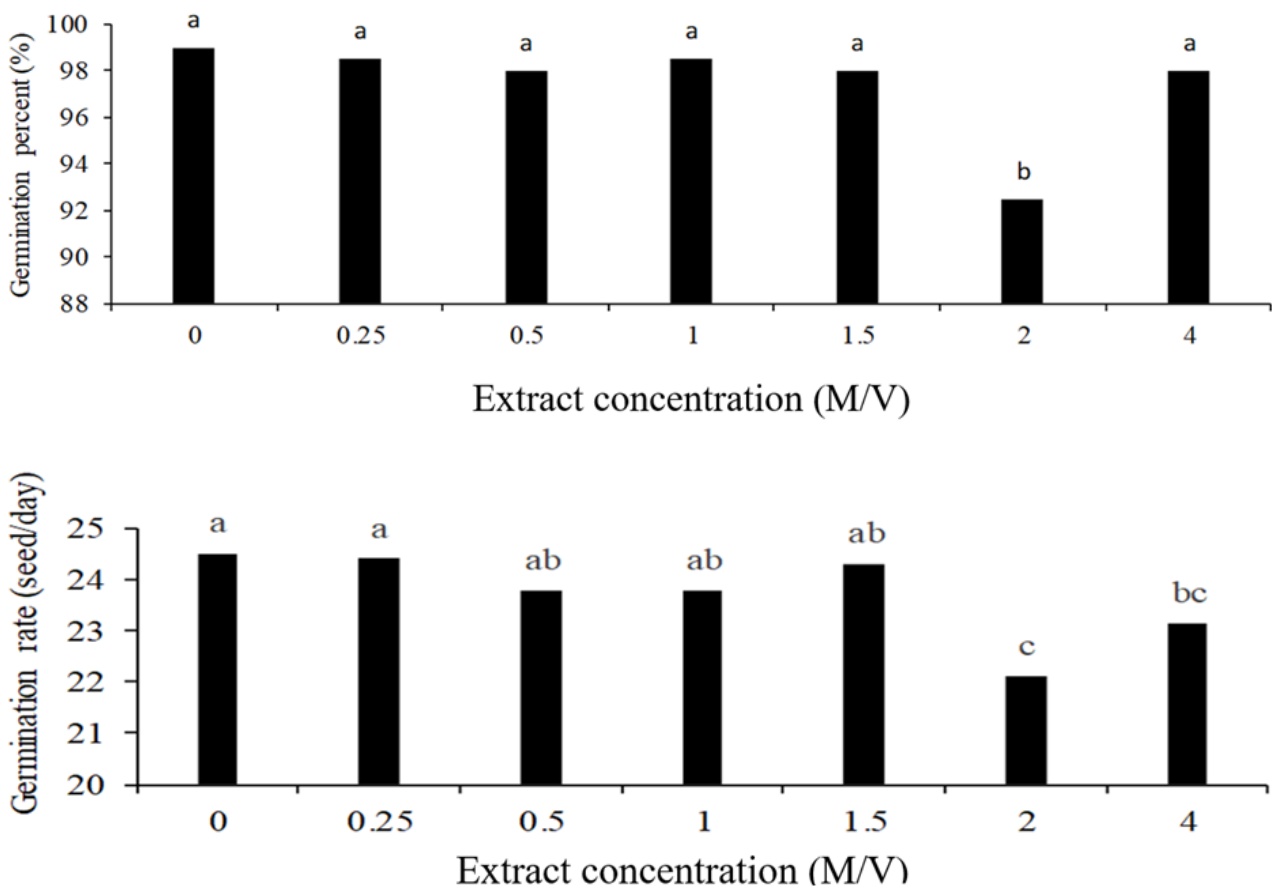 Germination percent (%)
100
98
96
94
92
90
88
a
a
a
a
a
b
a
0 0.25 0.5 1 1.5 2 4
Extract concentration (M/V)
Germination rate (seed/day)
25
24
23
22
21
20
a
a
ab
ab
ab
c
bc
0 0.25 0.5 1 1.5 2 4
Extract concentration (M/V)